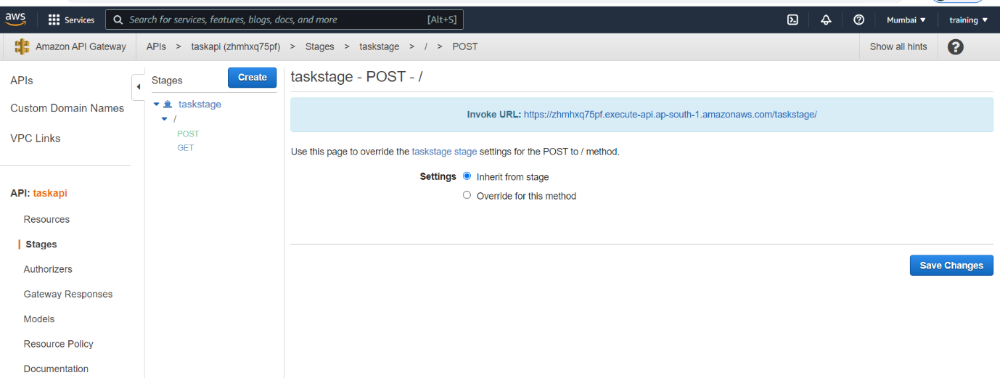 aws Services Search for services, features, blogs, docs, and more [Alt+S] Mumbai ▼ training ▼
Amazon API Gateway APIs > taskapi (zhmhxq75pf) > Stages > taskstage > / > POST Show all hints ?
APIs
Custom Domain Names
VPC Links
API: taskapi
Resources
Stages
Authorizers
Gateway Responses
Models
Resource Policy
Documentation
Stages Create
taskstage
/
POST
GET
taskstage - POST - /
Invoke URL: https://zhmhxq75pf.execute-api.ap-south-1.amazonaws.com/taskstage/
Use this page to override the taskstage stage settings for the POST to / method.
Settings Inherit from stage
Override for this method
Save Changes